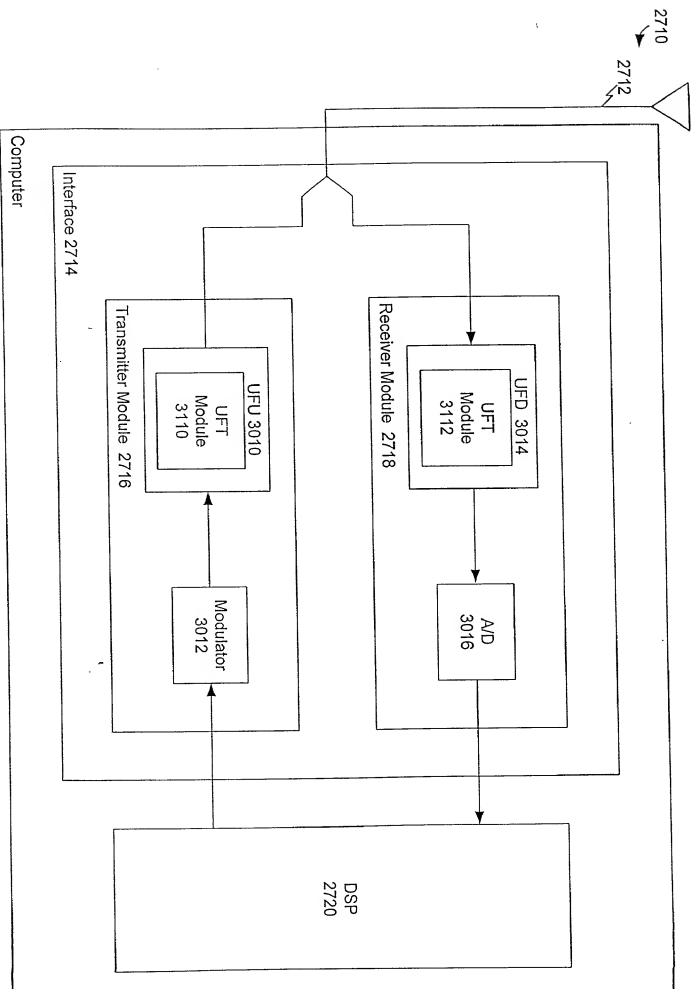 2710
2712
Computer
Interface 2714
Receiver Module 2718
UFD 3014
UFT
Module
3112
A/D
3016
Transmitter Module 2716
UFU 3010
UFT
Module
3110
Modulator
3012
DSP
2720